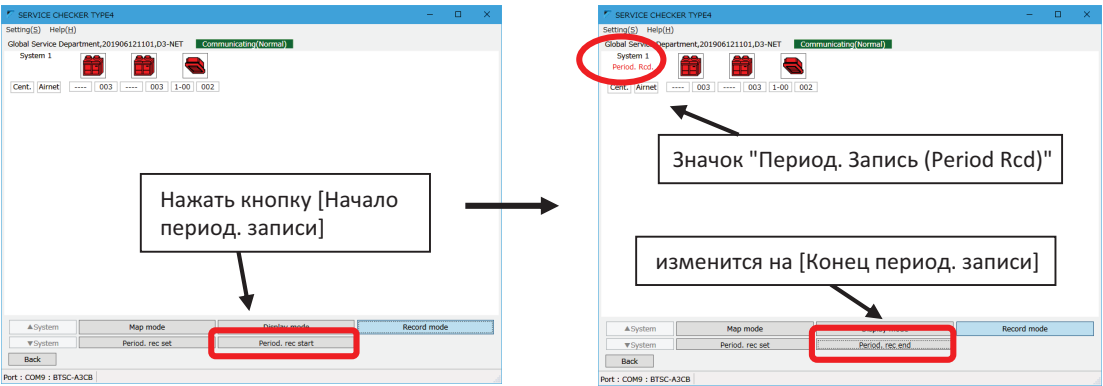 SERVICE CHECKER TYPE4
Setting(S) Help(H)
Global Service Department,201906121101,D3-NET Communicating(Normal)
System 1
Cent. Airnet ---- 003 ---- 003 1-00 002
Нажать кнопку [Начало
период. записи]
▲System Map mode Display mode Record mode
▼System Period. rec set Period. rec start
Back
Port : COM9 : BTSC-A3CB
SERVICE CHECKER TYPE4
Setting(S) Help(H)
Global Service Department,201906121101,D3-NET Communicating(Normal)
System 1
Period. Rcd.
Cent. Airnet ---- 003 ---- 003 1-00 002
Значок "Период. Запись (Period Rcd)"
изменится на [Конец период. записи]
▲System Map mode Display mode Record mode
▼System Period. rec set Period. rec end
Back
Port : COM9 : BTSC-A3CB